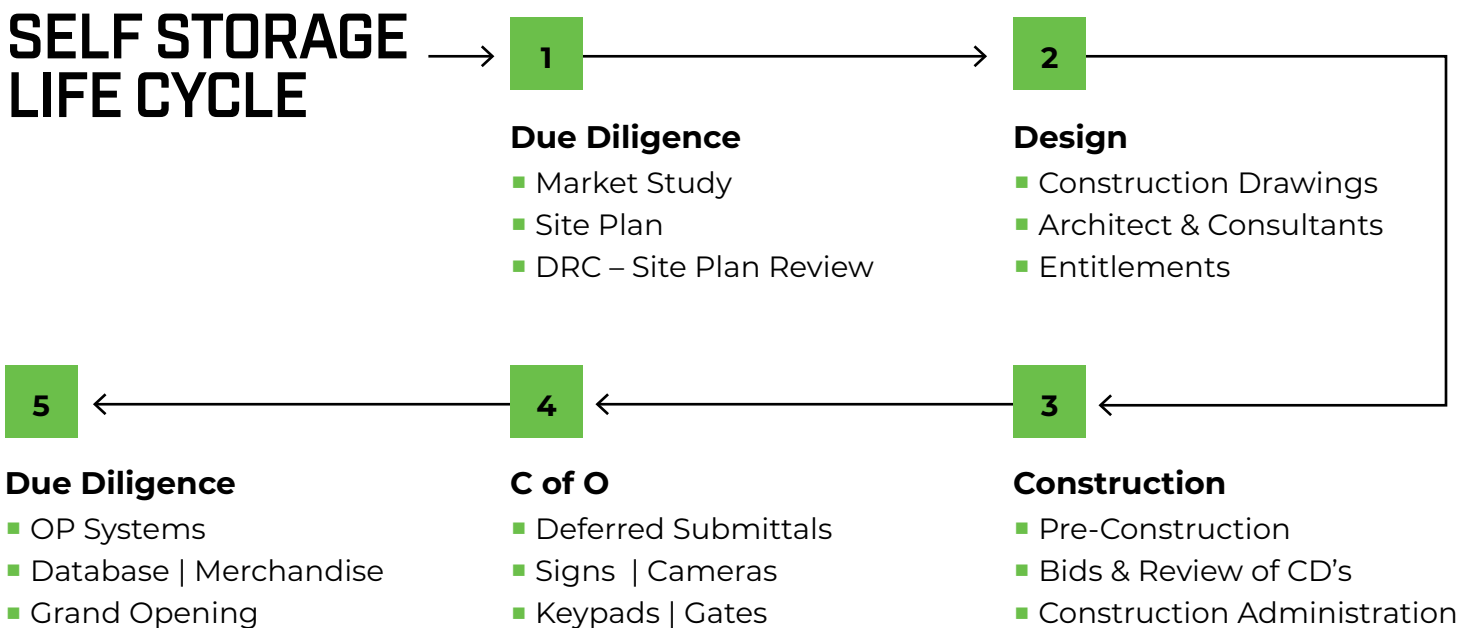 SELF STORAGE
LIFE CYCLE
1
Due Diligence
▪ Market Study
▪ Site Plan
▪ DRC – Site Plan Review
2
Design
▪ Construction Drawings
▪ Architect & Consultants
▪ Entitlements
3
Construction
▪ Pre-Construction
▪ Bids & Review of CD’s
▪ Construction Administration
4
C of O
▪ Deferred Submittals
▪ Signs | Cameras
▪ Keypads | Gates
5
Due Diligence
▪ OP Systems
▪ Database | Merchandise
▪ Grand Opening